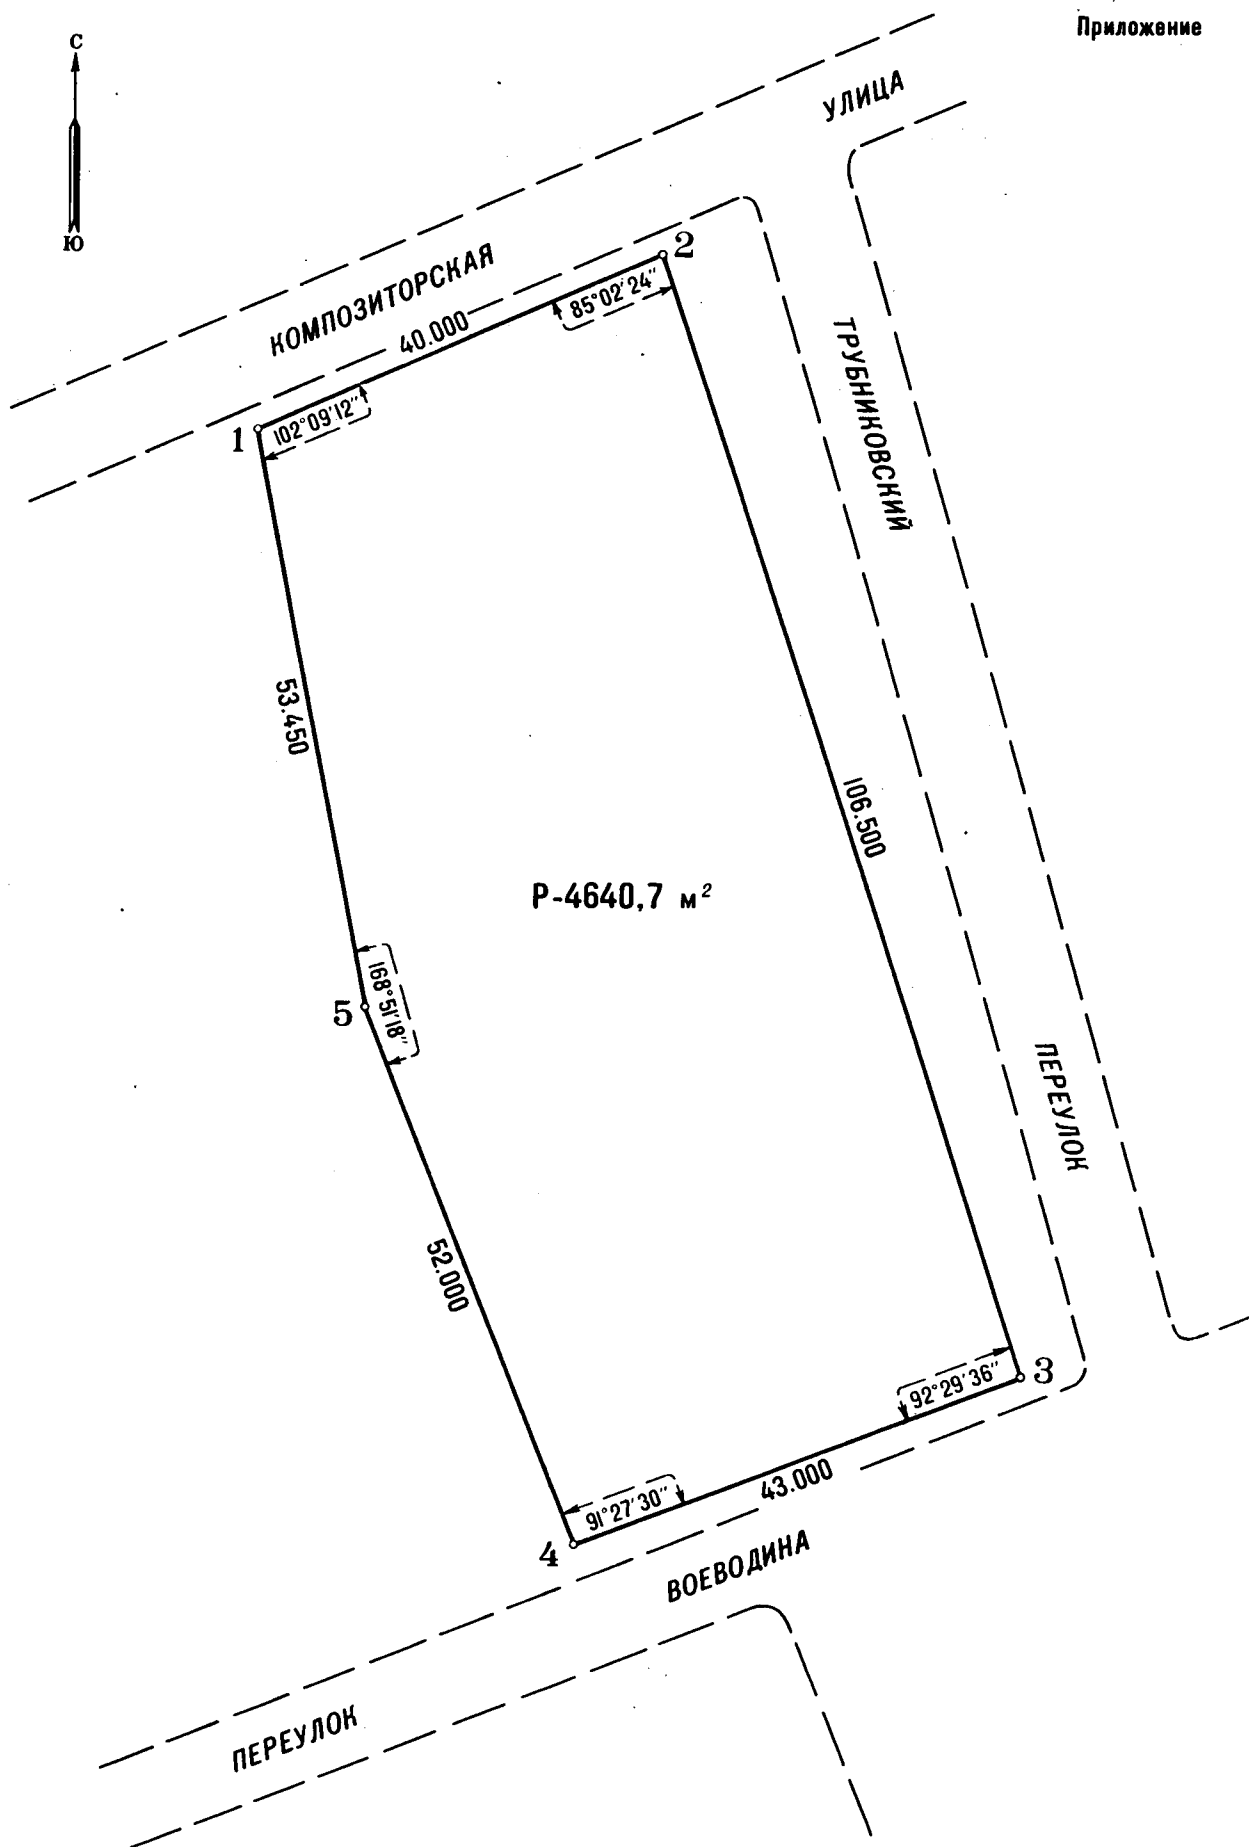 Приложение
С
Ю
УЛИЦА
КОМПОЗИТОРСКАЯ
2
85°02'24"
40.000
102°09'12"
1
ТРУБНИКОВСКИЙ
53.450
106.500
Р-4640,7 м²
168°51'18"
5
ПЕРЕУЛОК
52.000
3
92°29'36"
43.000
91°27'30"
4
ВОЕВОДИНА
ПЕРЕУЛОК